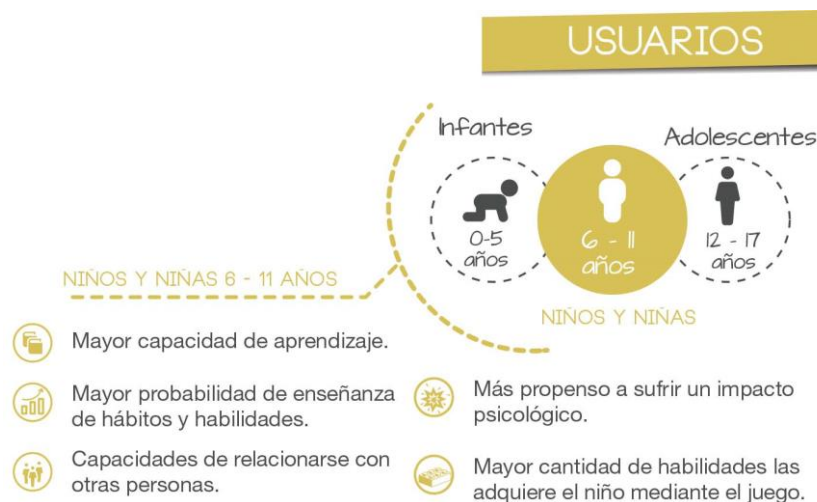 USUARIOS
Infantes
Adolescentes
0-5
años
6 - 11
años
12 - 17
años
NIÑOS Y NIÑAS
NIÑOS Y NIÑAS 6 - 11 AÑOS
Mayor capacidad de aprendizaje.
Mayor probabilidad de enseñanza
de hábitos y habilidades.
Capacidades de relacionarse con
otras personas.
Más propenso a sufrir un impacto
psicológico.
Mayor cantidad de habilidades las
adquiere el niño mediante el juego.